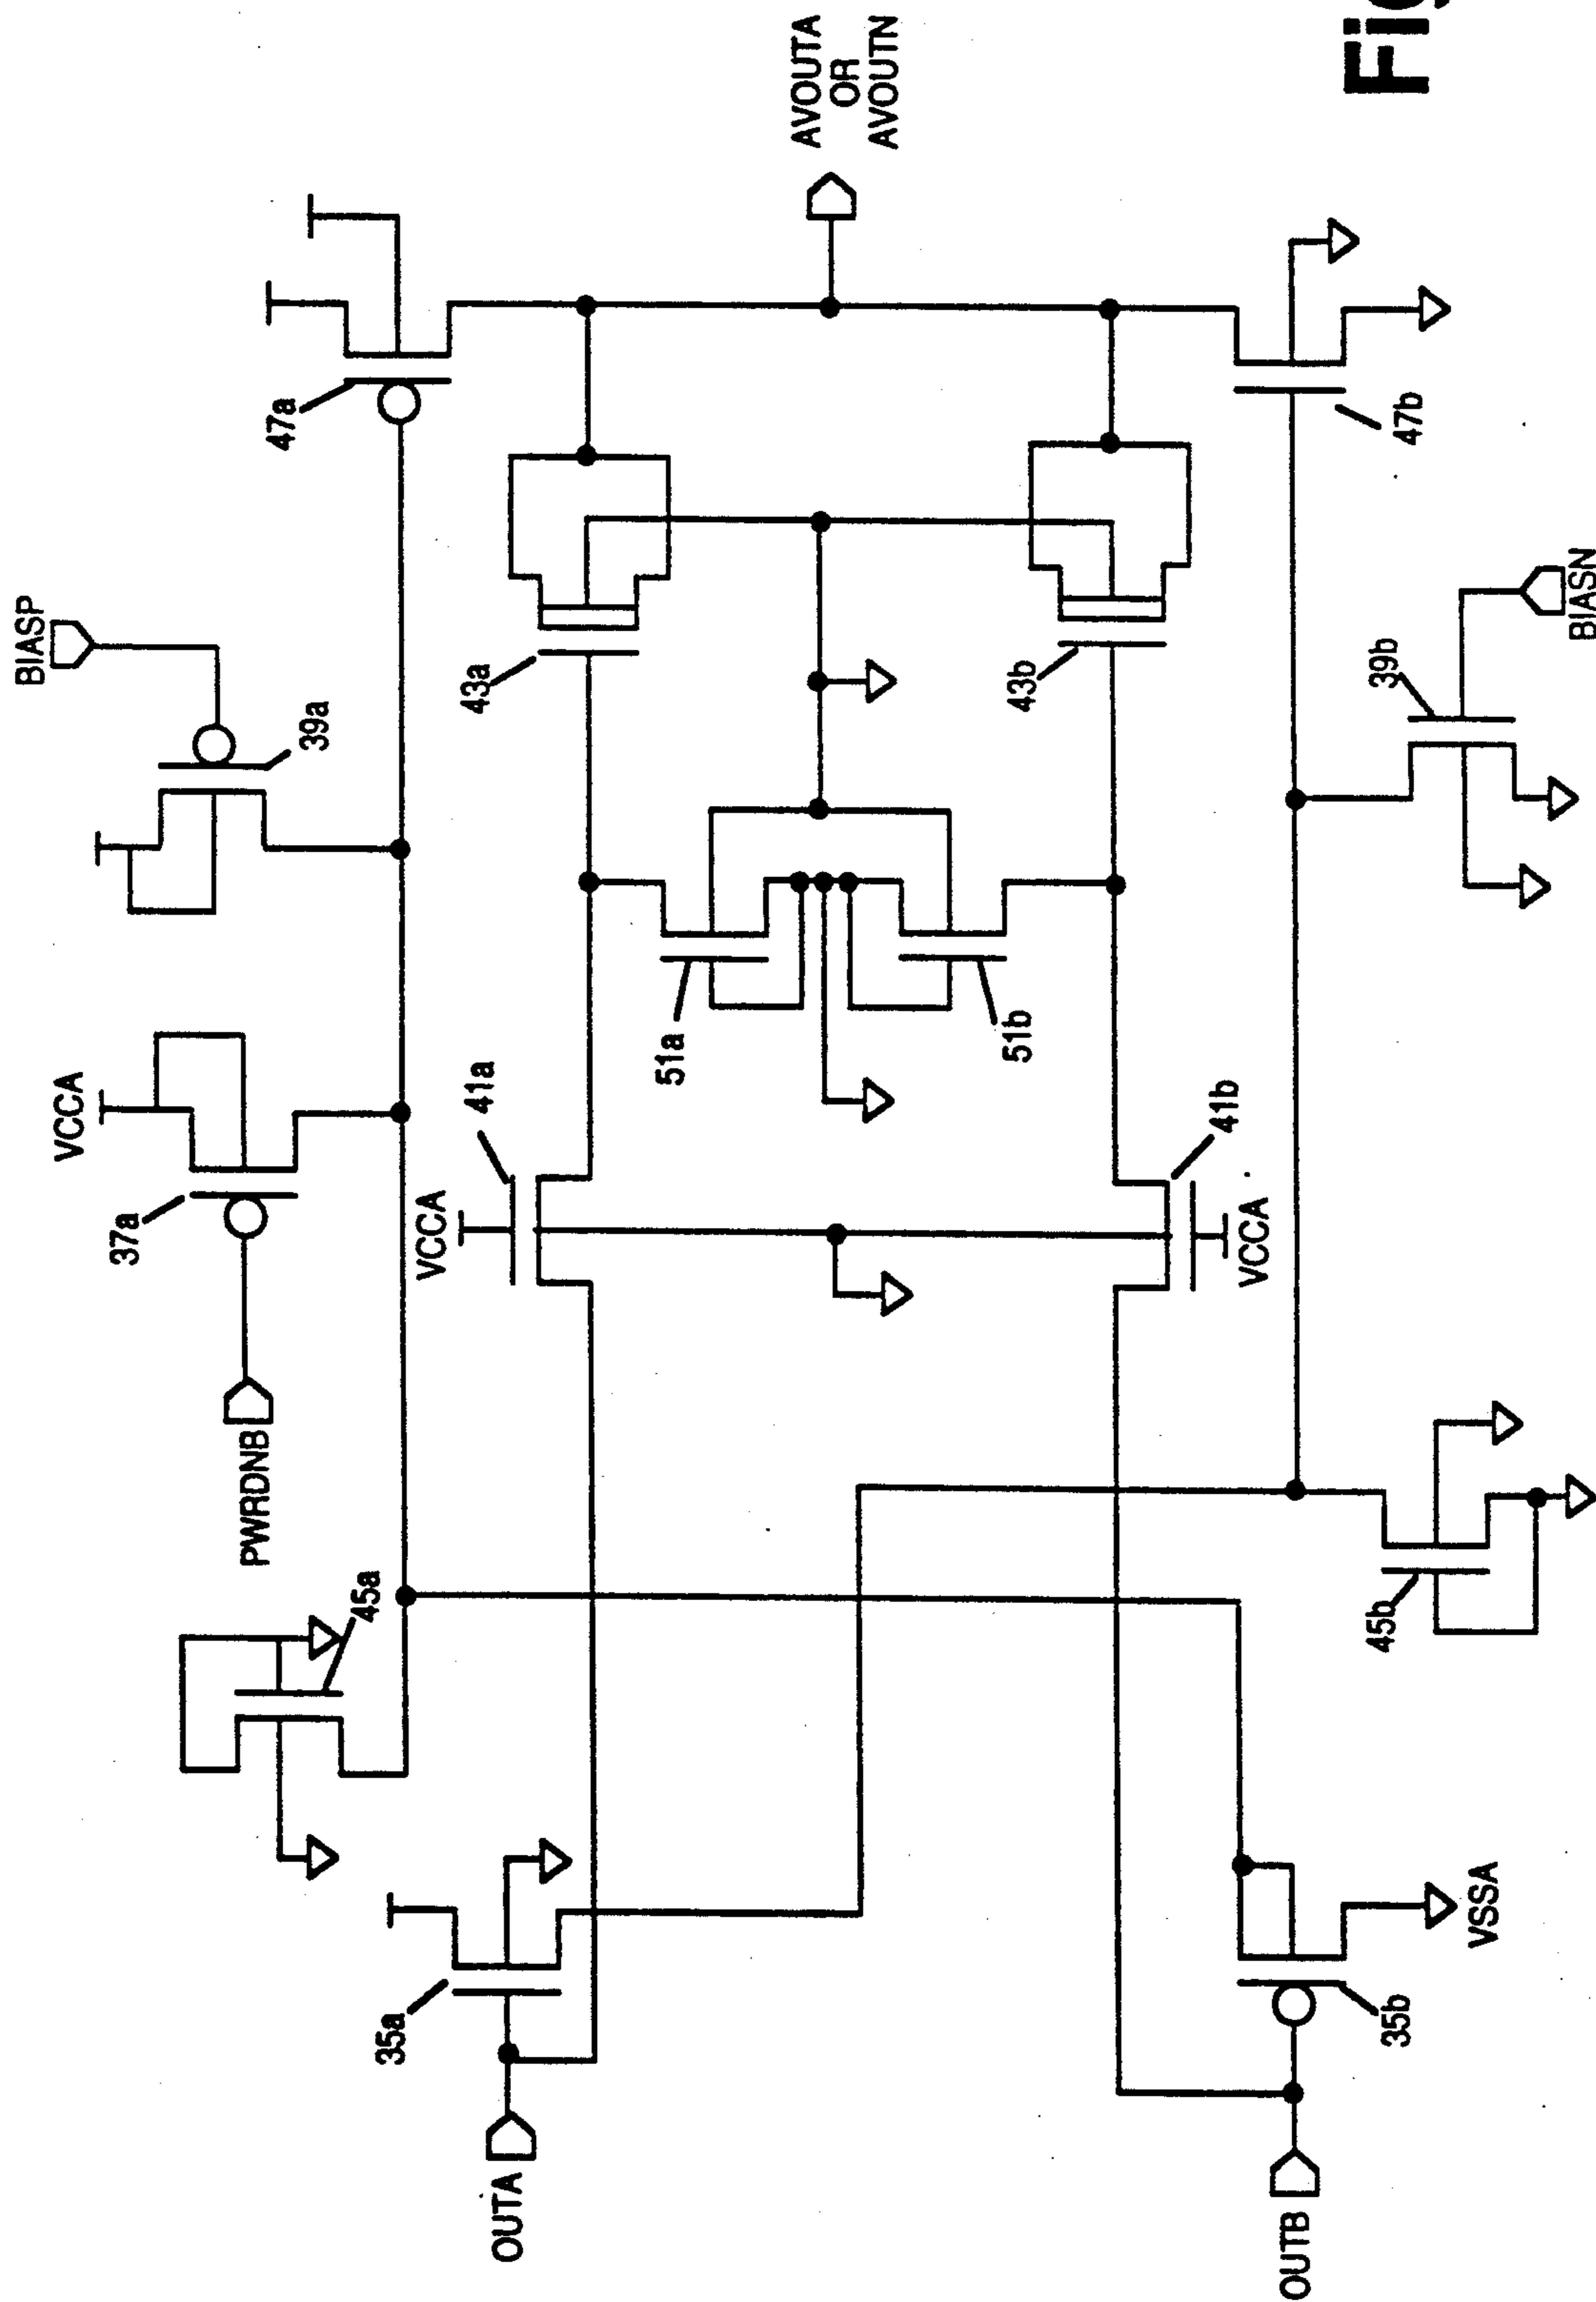 BIASP
VCCA
39a
47a
37a
PWRDNB
45a
VCCA
41a
43a
AVOUTA
OR
AVOUTN
35a
OUTA
51a
51b
43b
41b
VCCA
39b
47b
BIASN
45b
OUTB
35b
VSSA